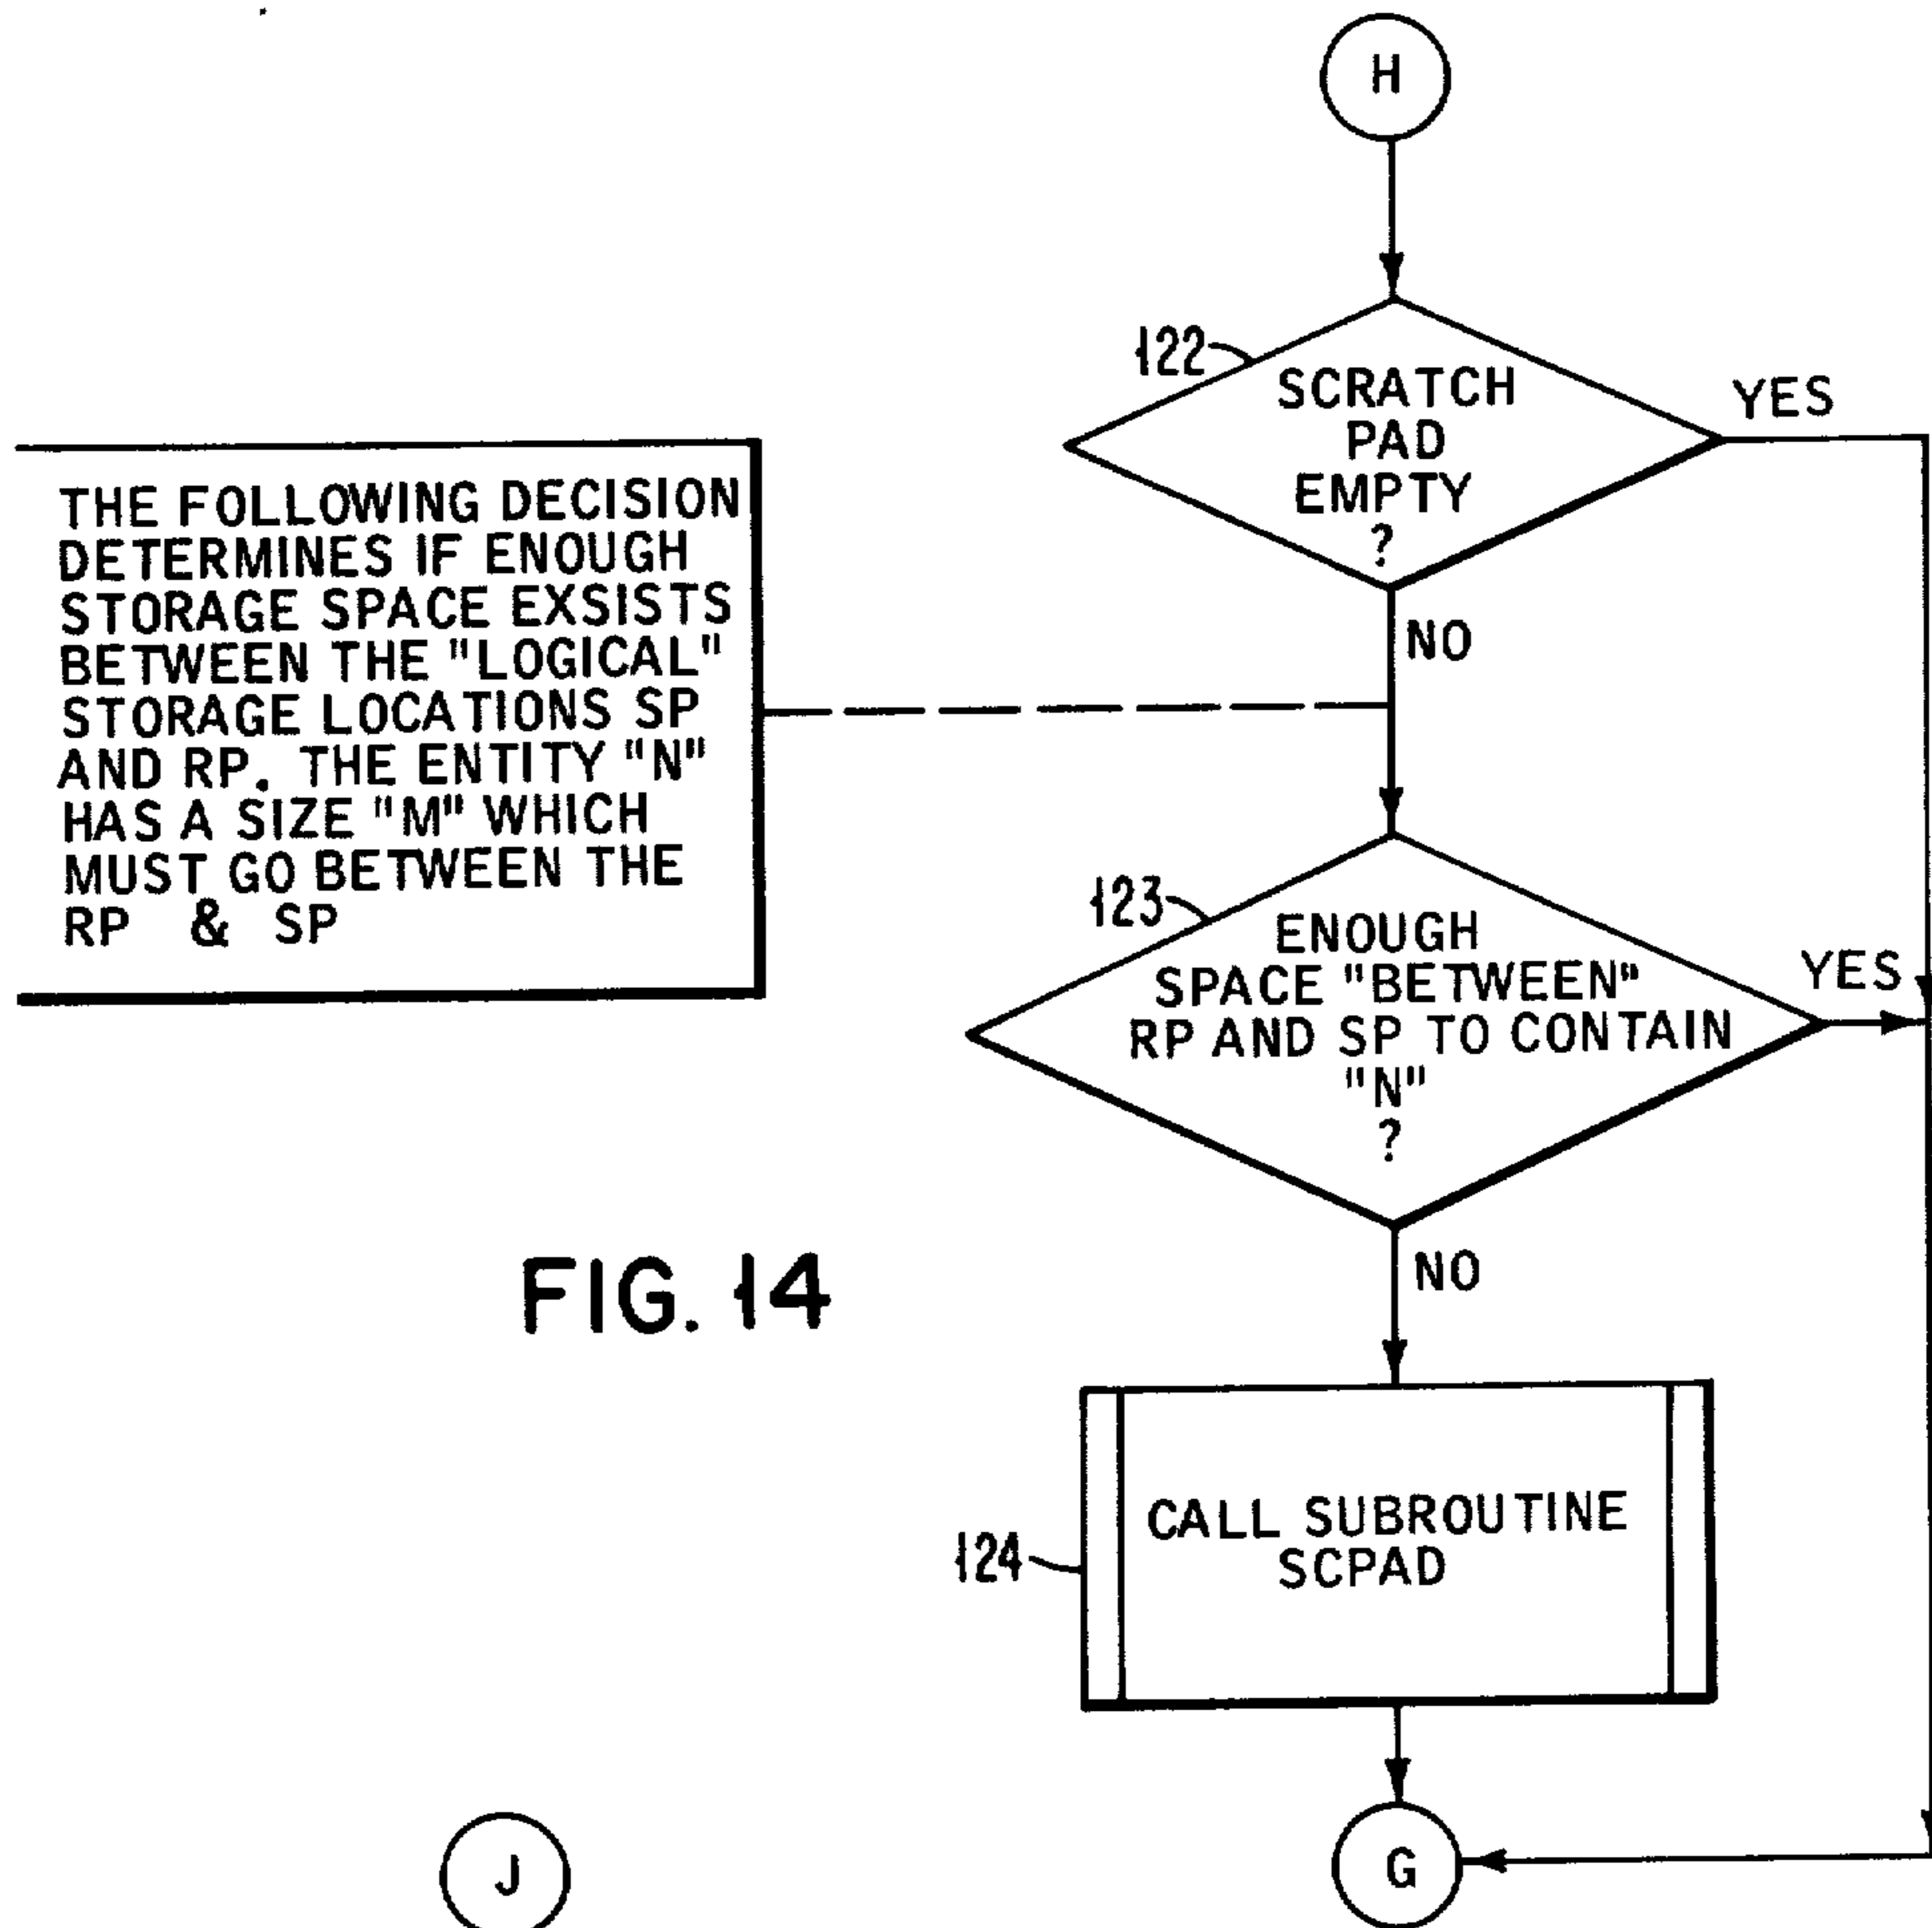 H
122
SCRATCH
PAD
EMPTY
?
YES
NO
THE FOLLOWING DECISION
DETERMINES IF ENOUGH
STORAGE SPACE EXSISTS
BETWEEN THE "LOGICAL"
STORAGE LOCATIONS SP
AND RP. THE ENTITY "N"
HAS A SIZE "M" WHICH
MUST GO BETWEEN THE
RP & SP
123
ENOUGH
SPACE "BETWEEN"
RP AND SP TO CONTAIN
"N"
?
YES
NO
FIG. 14
124
CALL SUBROUTINE
SCPAD
J
G